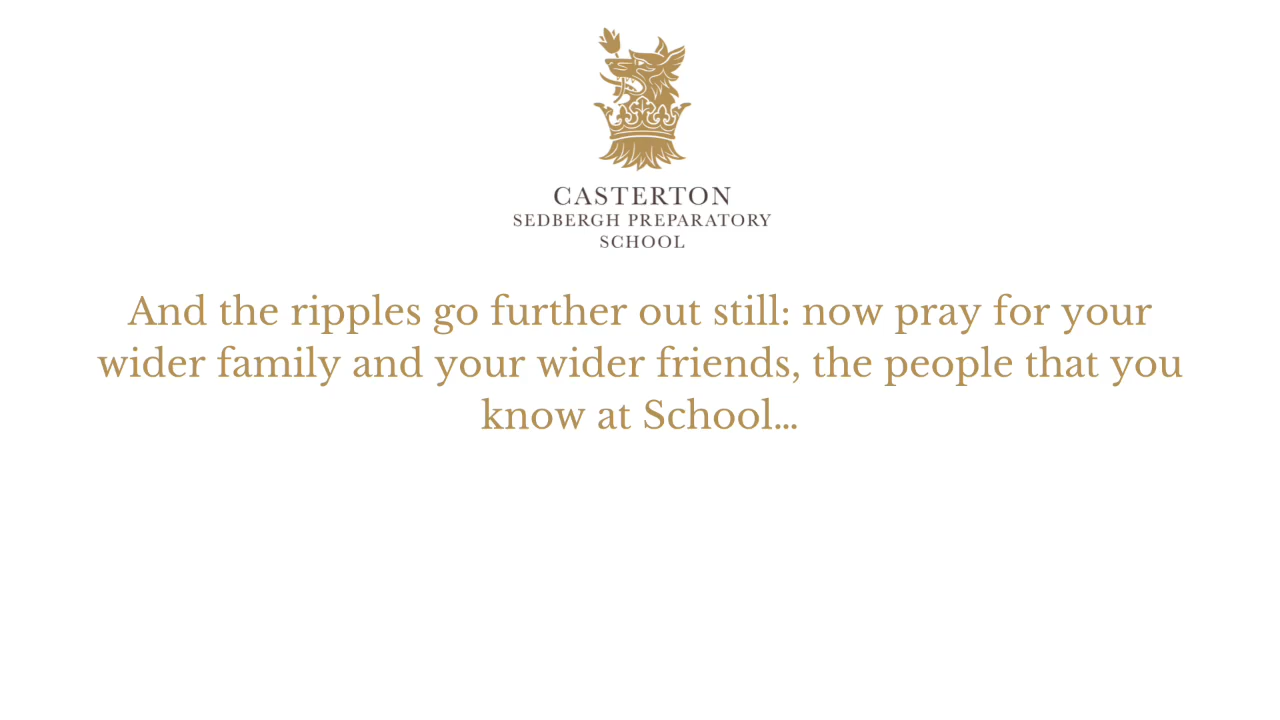 CASTERTON
SEDBERGH PREPARATORY
SCHOOL
And the ripples go further out still: now pray for your
wider family and your wider friends, the people that you
know at School...